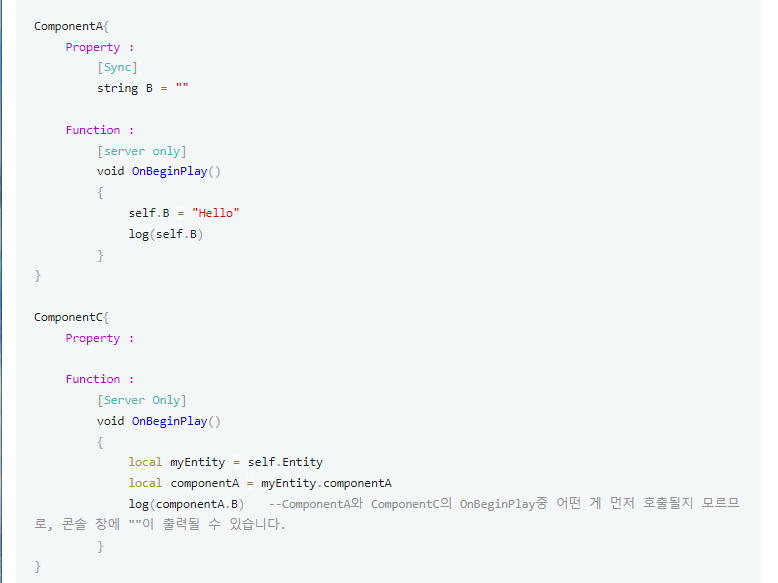 ComponentA{
Property :
[Sync]
string B = ""
Function :
[server only]
void OnBeginPlay()
{
self.B = "Hello"
log(self.B)
}
}
ComponentC{
Property :
Function :
[Server Only]
void OnBeginPlay()
{
local myEntity = self.Entity
local componentA = myEntity.componentA
log(componentA.B)   --ComponentA와 ComponentC의 OnBeginPlay중 어떤 게 먼저 호출될지 모르므
로, 콘솔 창에 ""이 출력될 수 있습니다.
}
}